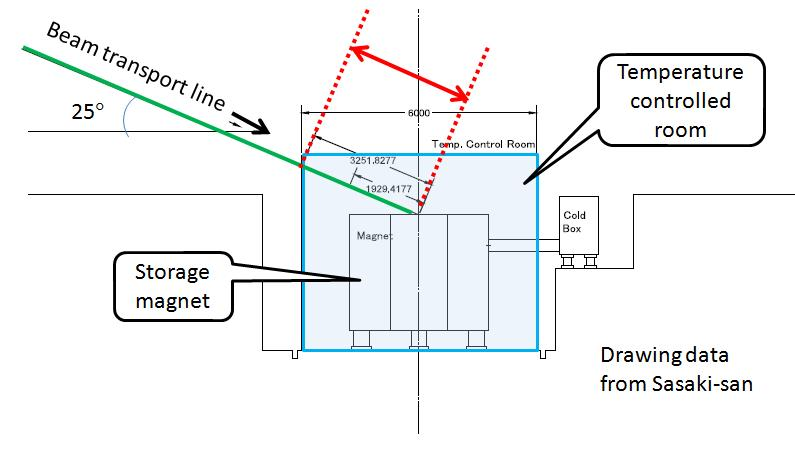 Beam transport line
25°
6000
Temperature
controlled
room
Temp. Control Room
3251,8277
1929,4177
Magnet
Cold
Box
Storage
magnet
Drawing data
from Sasaki-san